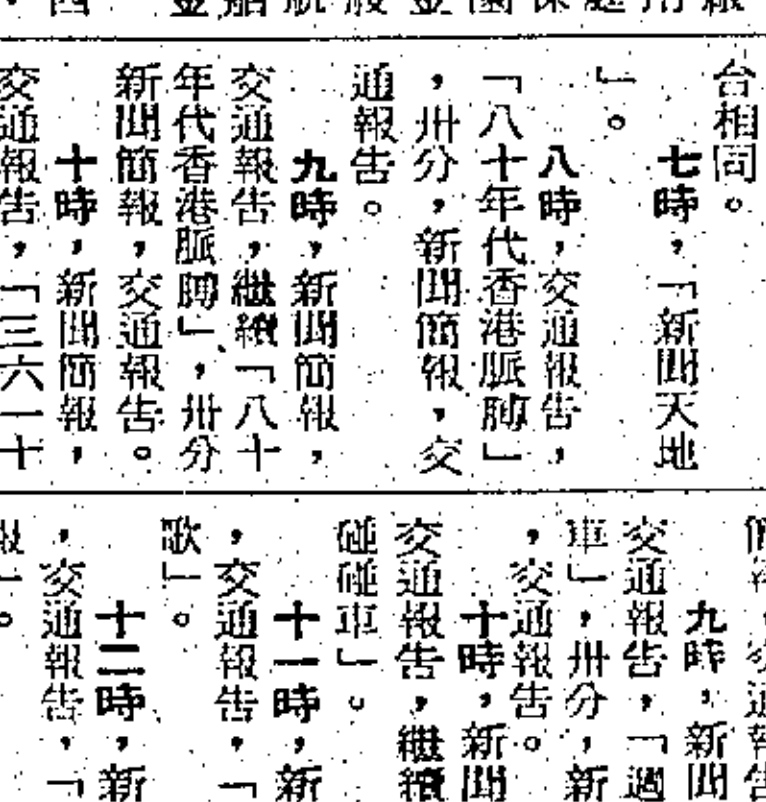 台相同。
七時，「新聞天地
」。
八時，交通報告，
「八十年代香港脈膊」
，卅分，新聞簡報，交
通報告。
九時，新聞簡報，
交通報告，繼續「八十
年代香港脈膊」，卅分
新聞簡報，交通報告。
十時，新聞簡報，
交通報告，「三六一十
九時，新聞
交通報告，「週
車」，卅分，新
，交通報告。
十時，新聞
交通報告，繼續
碰碰車」。
十一時，新
，交通報告，「
歌」。
十二時，新
，交通報告，「